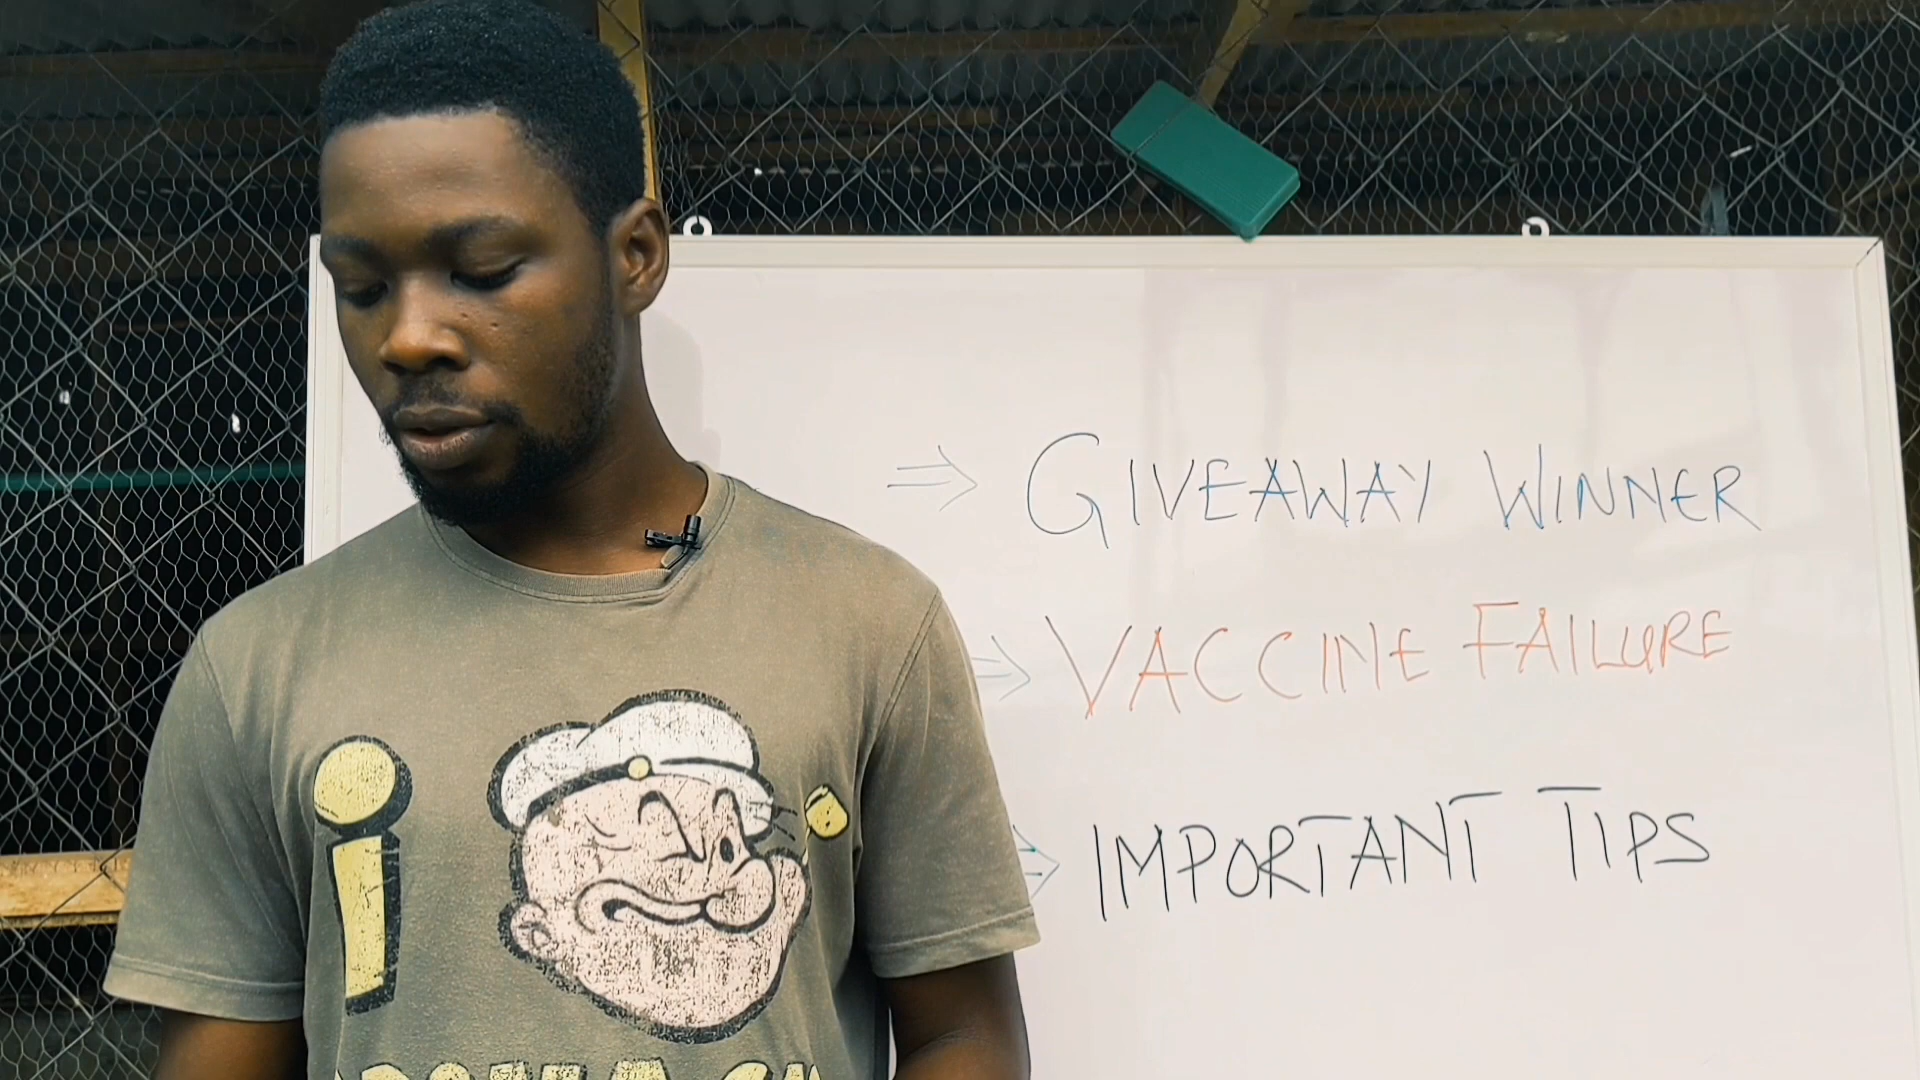 ⇒ GIVEAWAY WINNER
⇒ VACCINE FAILURE
⇒ IMPORTANT TIPS
i